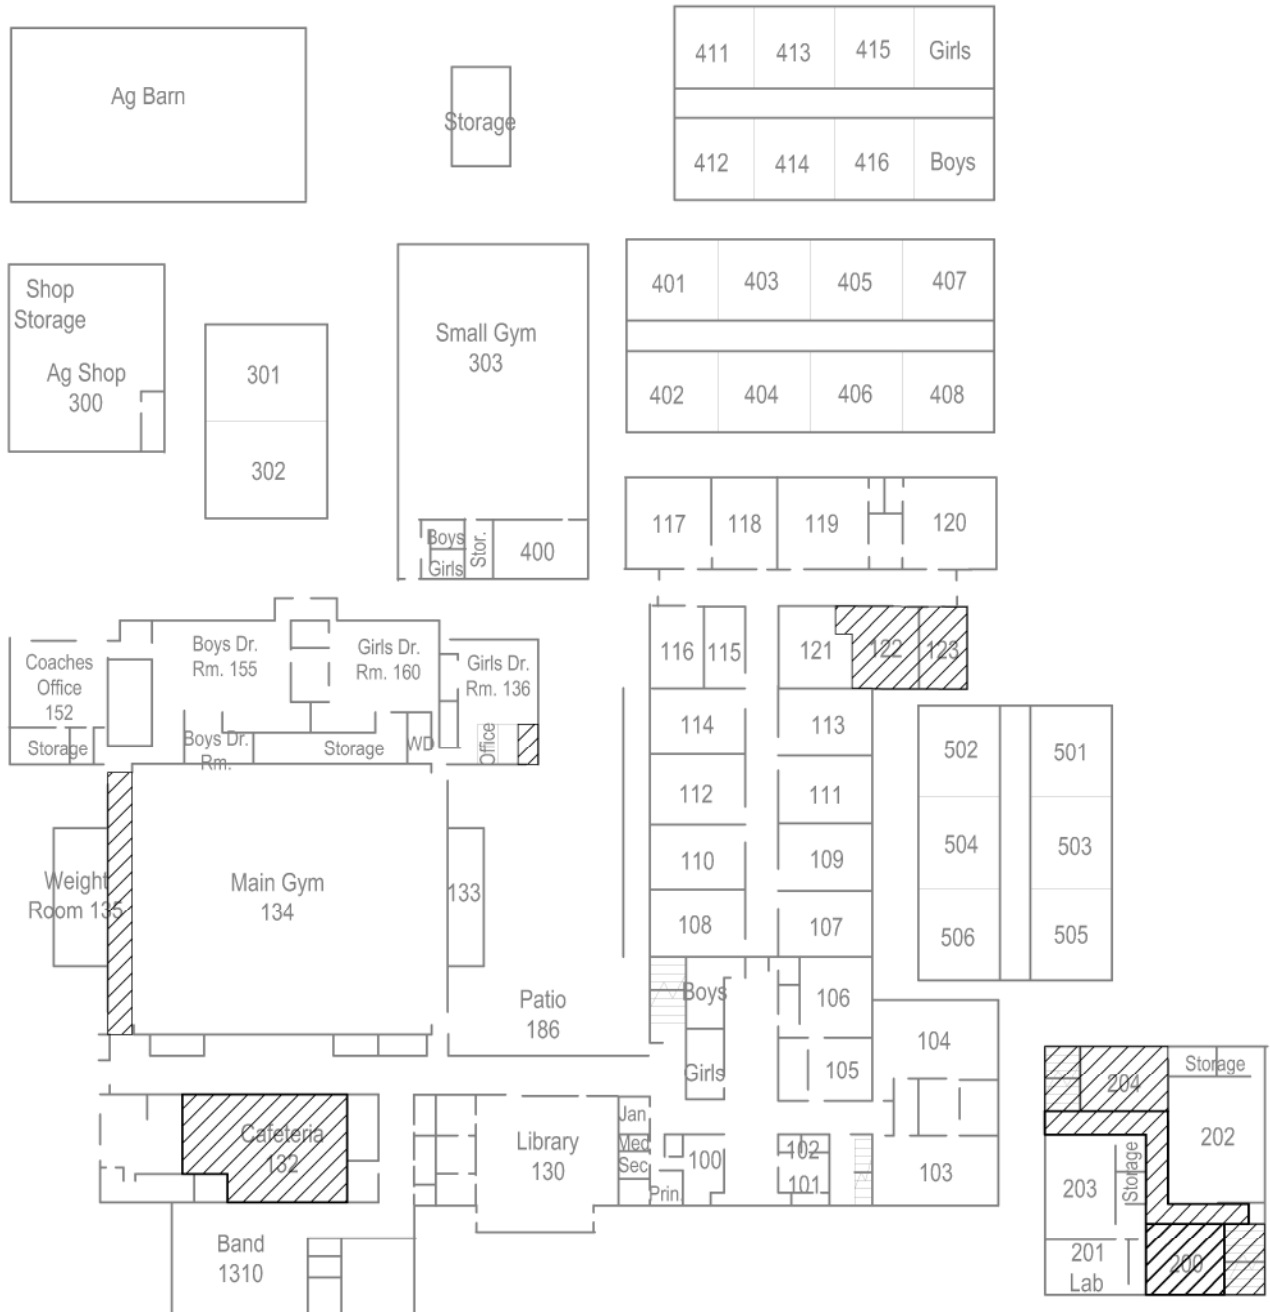 411
413
415
Girls
412
414
416
Boys
Ag Barn
Storage
401
403
405
407
402
404
406
408
Shop
Storage
Ag Shop
300
301
302
Small Gym
303
Boys
Girls
Stor.
400
117
118
119
120
116
115
121
122
123
114
113
112
111
110
109
108
107
Boys
106
Girls
105
104
103
Coaches
Office
152
Storage
Boys Dr.
Rm. 155
Girls Dr.
Rm. 160
Girls Dr.
Rm. 136
Boys Dr.
Rm.
Storage
WD
Office
Weight
Room 135
Main Gym
134
133
Patio
186
502
501
504
503
506
505
Cafeteria
132
Library
130
Jan
Med
Sec
Prin.
100
102
101
Band
1310
204
Storage
202
203
Storage
201
Lab
200